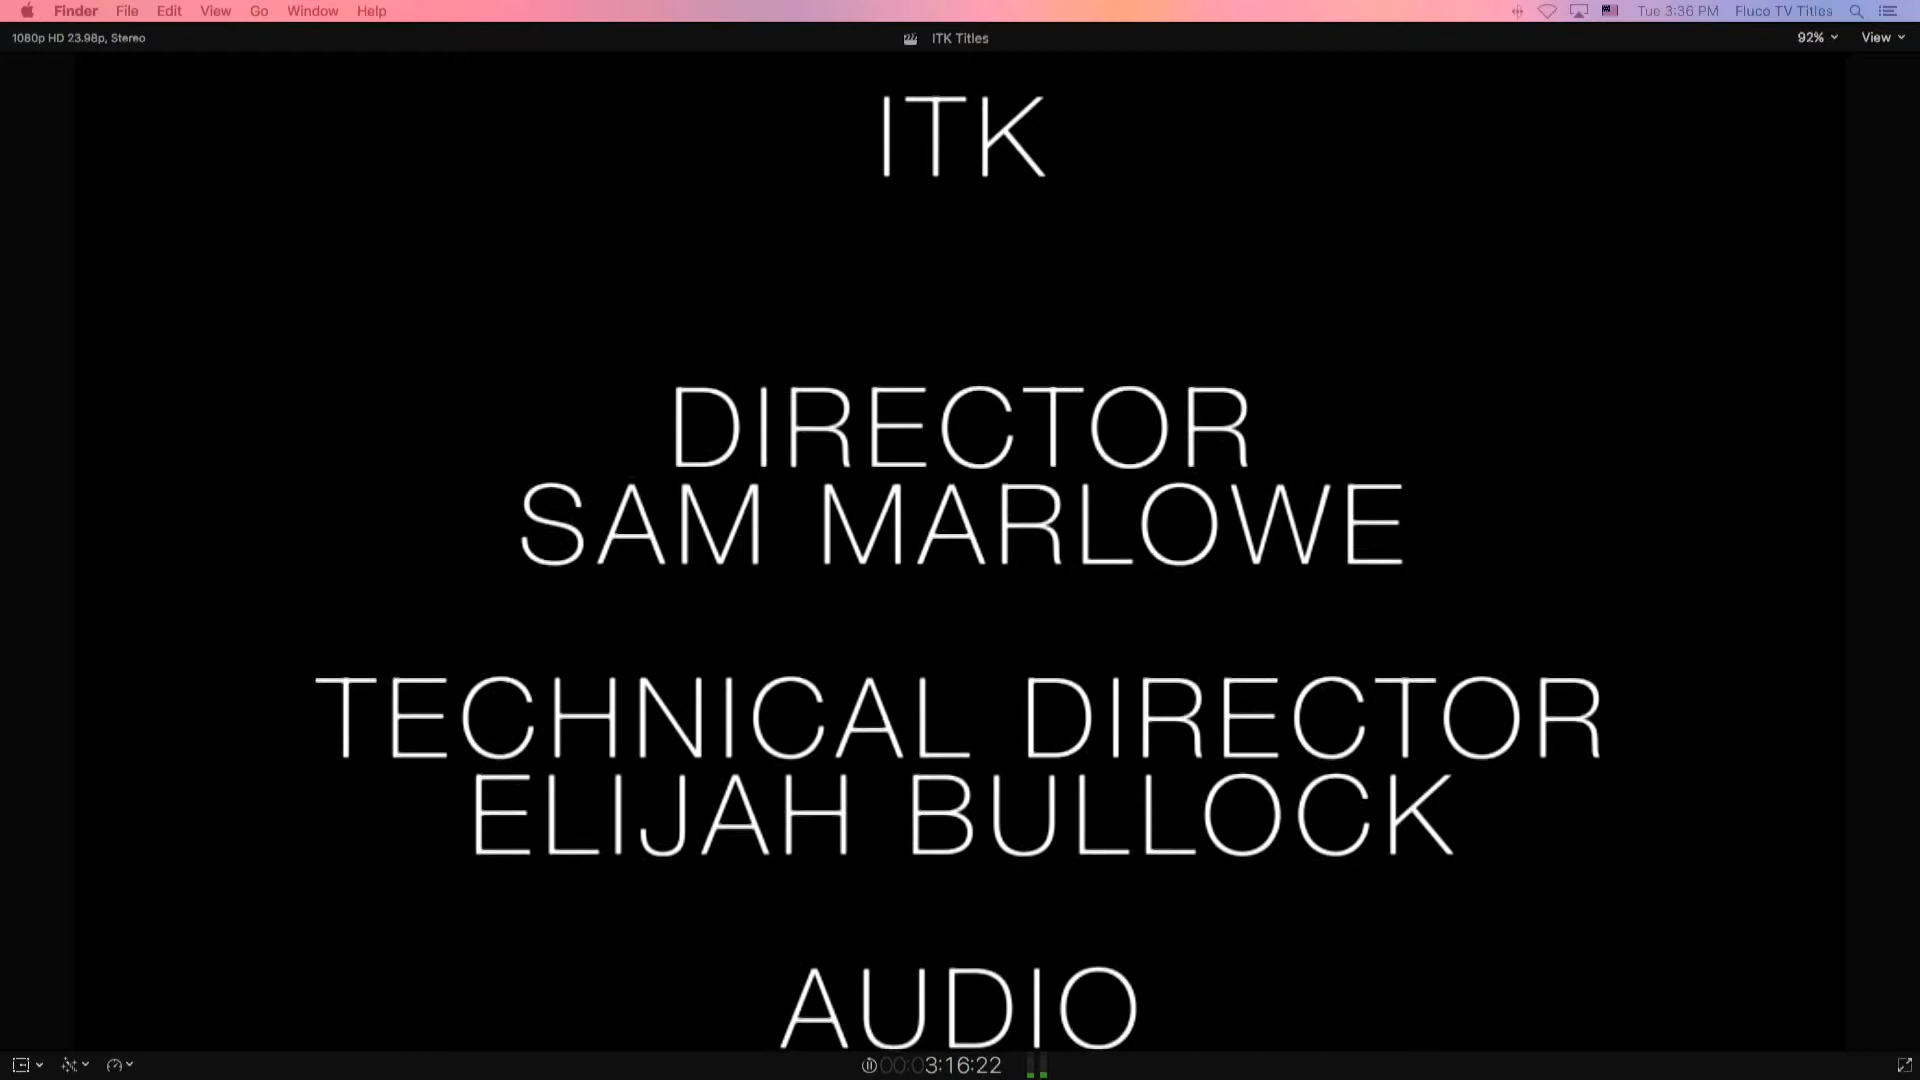 Finder File Edit View Go Window Help Tue 3:36 PM Fluco TV Titles
1080p HD 23.98p, Stereo ITK Titles 92% View
ITK
DIRECTOR
SAM MARLOWE
TECHNICAL DIRECTOR
ELIJAH BULLOCK
AUDIO
00:03:16:22